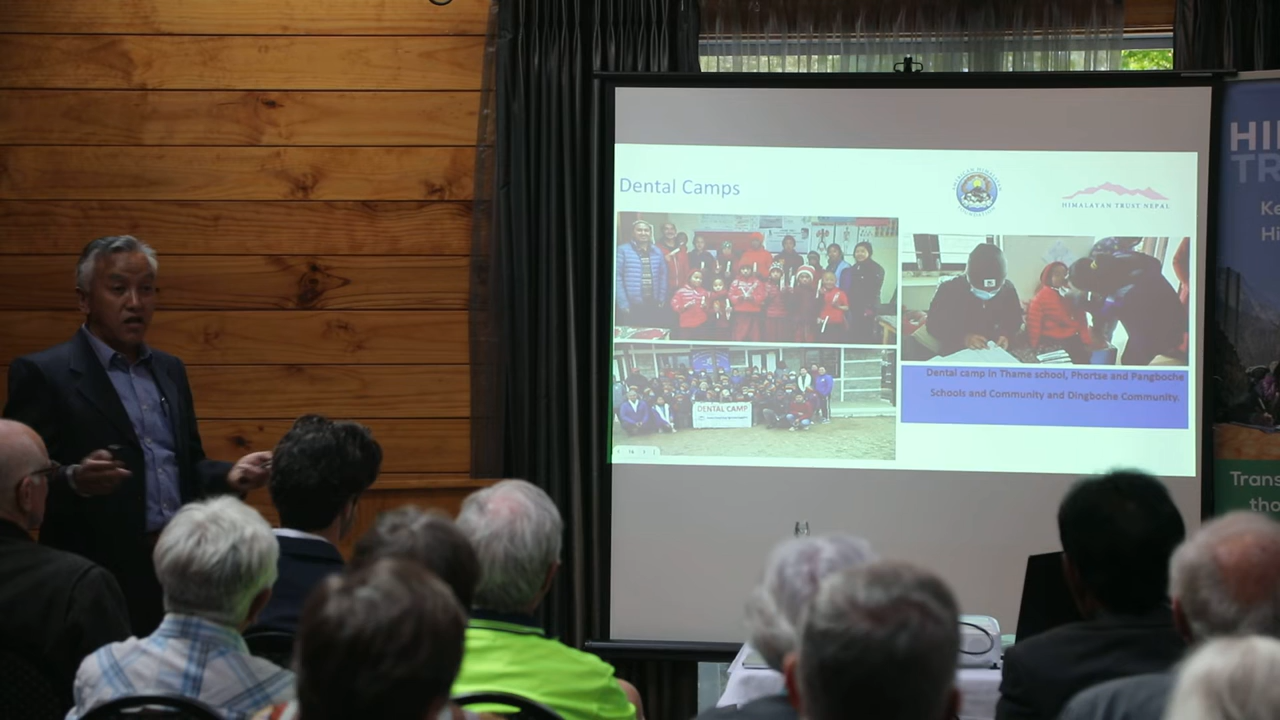 Dental Camps
HIMALAYAN TRUST NEPAL
DENTAL CAMP
Dental camp in Thame school, Phortse and Pangboche
Schools and Community and Dingboche Community.
HI
TR
Ke
Hi
Trans
tho